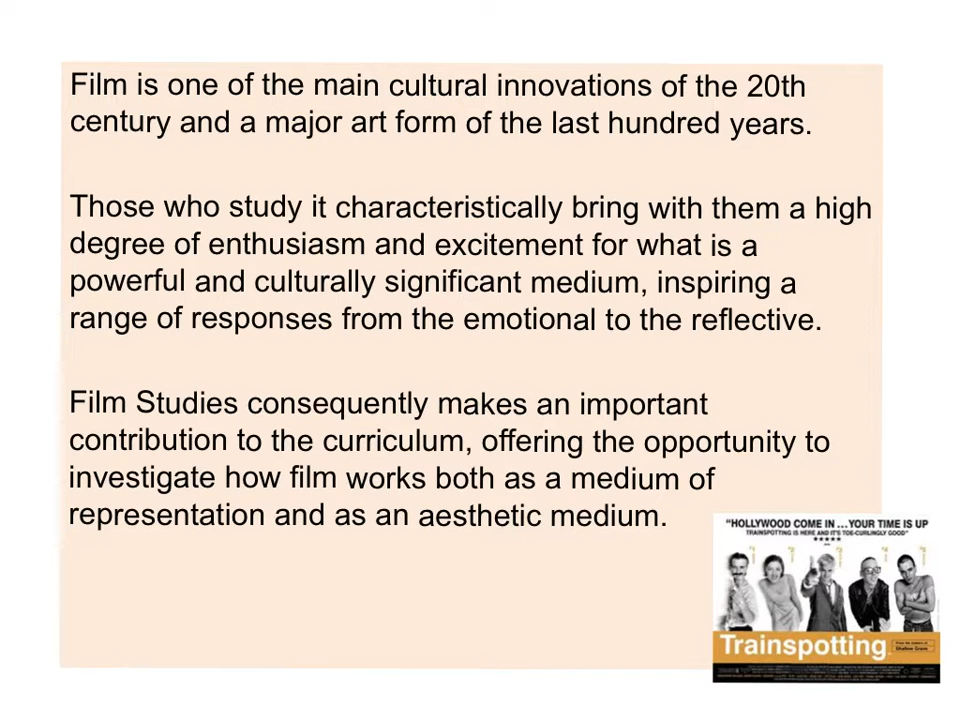 Film is one of the main cultural innovations of the 20th
century and a major art form of the last hundred years.
Those who study it characteristically bring with them a high
degree of enthusiasm and excitement for what is a
powerful and culturally significant medium, inspiring a
range of responses from the emotional to the reflective.
Film Studies consequently makes an important
contribution to the curriculum, offering the opportunity to
investigate how film works both as a medium of
representation and as an aesthetic medium.
"HOLLYWOOD COME IN ...YOUR TIME IS UP
TRAINSPOTTING IS HERE AND IT'S TOE-CURLINGLY GOOD"
Trainspotting
Shallow Grave